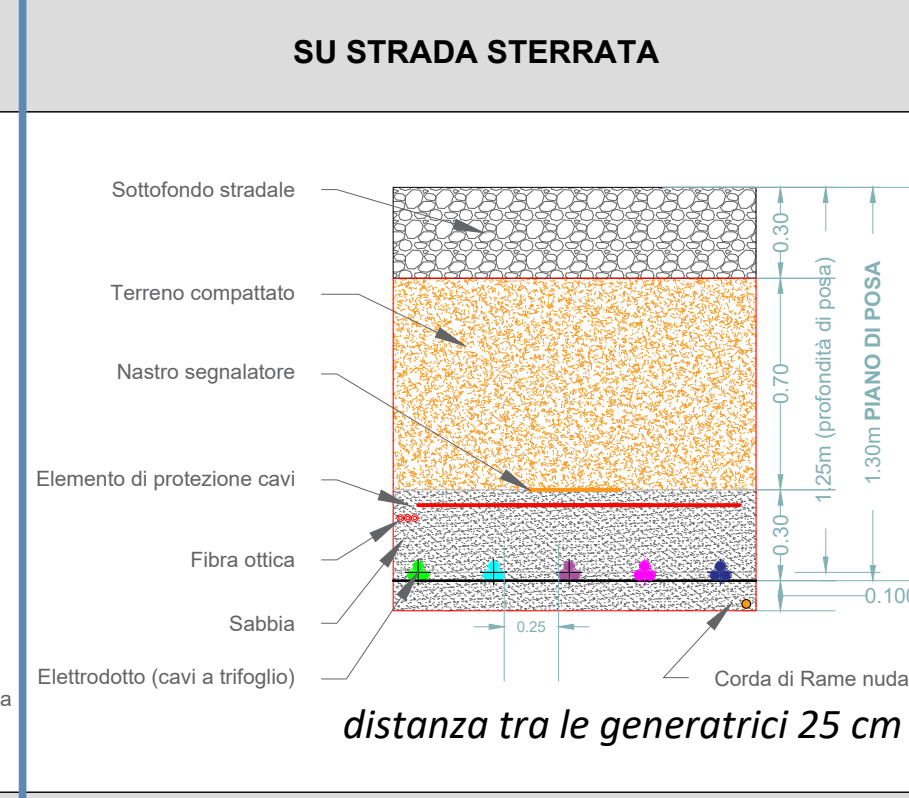 SU STRADA STERRATA
Sottofondo stradale
Terreno compattato
Nastro segnalatore
Elemento di protezione cavi
Fibra ottica
Sabbia
Elettrodotto (cavi a trifoglio)
a
0.30
0.70
0.30
0.100
1.25m (profondità di posa)
1.30m PIANO DI POSA
0.25
Corda di Rame nuda
distanza tra le generatrici 25 cm